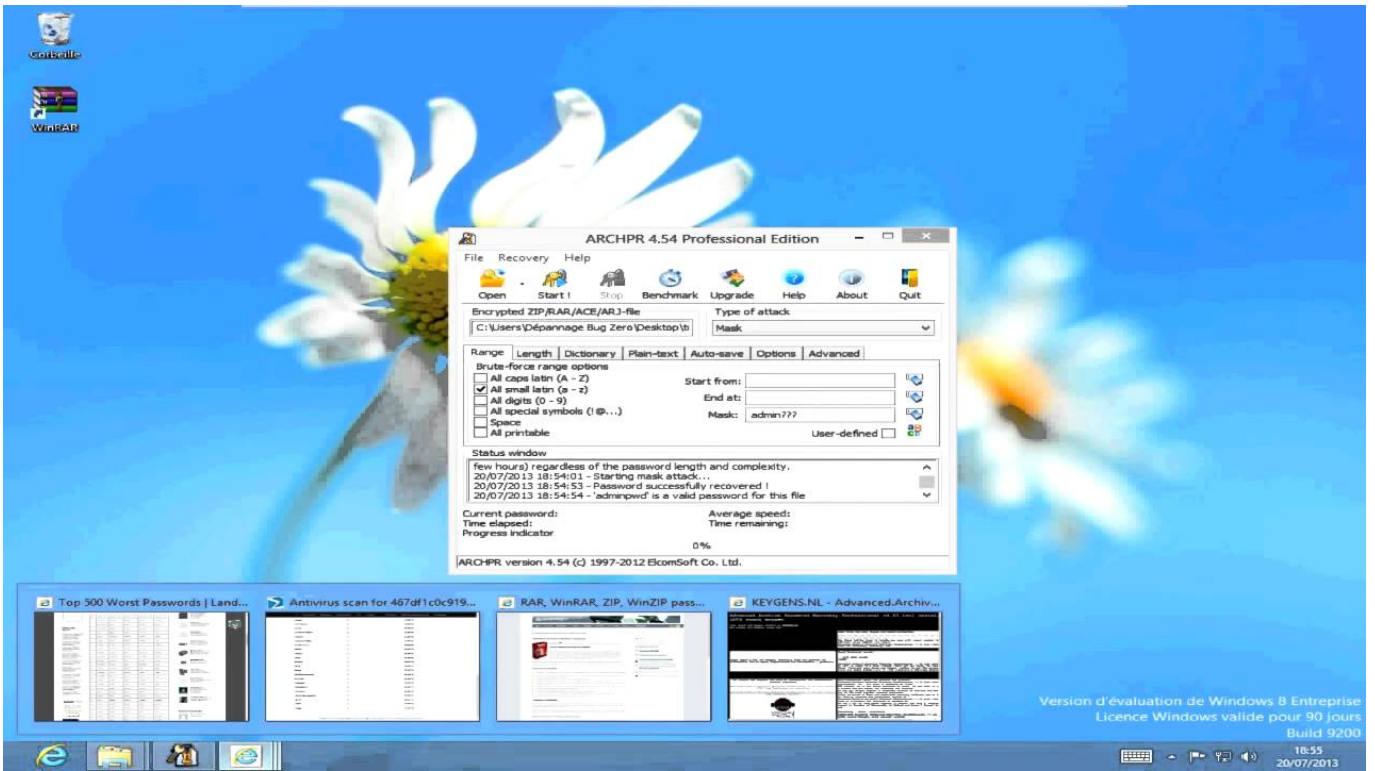 Corbeille
WinRAR
ARCHPR 4.54 Professional Edition
File Recovery Help
Open Start ! Stop Benchmark Upgrade Help About Quit
Encrypted ZIP/RAR/ACE/ARJ-file Type of attack
C:\Users\Dépannage Bug Zero\Desktop\ Mask
Range Length Dictionary Plain-text Auto-save Options Advanced
Brute-force range options
All caps latin (A - Z)
All small latin (a - z)
All digits (0 - 9)
All special symbols (!@...)
Space
All printable
Start from:
End at:
Mask: admin???
User-defined
Status window
few hours) regardless of the password length and complexity.
20/07/2013 18:54:01 - Starting mask attack...
20/07/2013 18:54:53 - Password successfully recovered !
20/07/2013 18:54:54 - 'adminpwd' is a valid password for this file
Current password: Average speed:
Time elapsed: Time remaining:
Progress indicator
0%
ARCHPR version 4.54 (c) 1997-2012 ElcomSoft Co. Ltd.
Top 500 Worst Passwords | Land...
Antivirus scan for 467df1c0c919...
RAR, WinRAR, ZIP, WinZIP pass...
KEYGENS.NL - Advanced.Archiv...
Version d'évaluation de Windows 8 Entreprise
Licence Windows valide pour 90 jours
Build 9200
18:55
20/07/2013